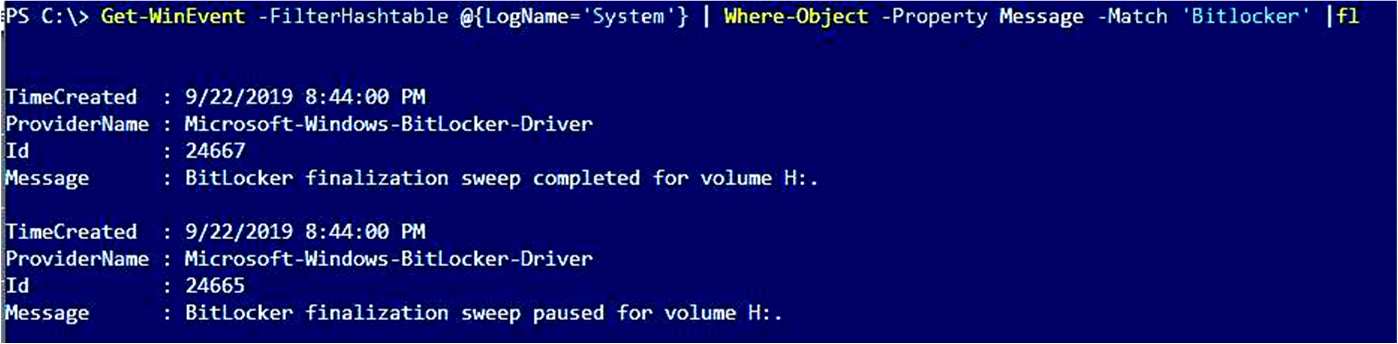 PS C:\> Get-WinEvent -FilterHashtable @{LogName='System'} | Where-Object -Property Message -Match 'Bitlocker' |fl
TimeCreated : 9/22/2019 8:44:00 PM
ProviderName : Microsoft-Windows-BitLocker-Driver
Id : 24667
Message : BitLocker finalization sweep completed for volume H:.
TimeCreated : 9/22/2019 8:44:00 PM
ProviderName : Microsoft-Windows-BitLocker-Driver
Id : 24665
Message : BitLocker finalization sweep paused for volume H:.